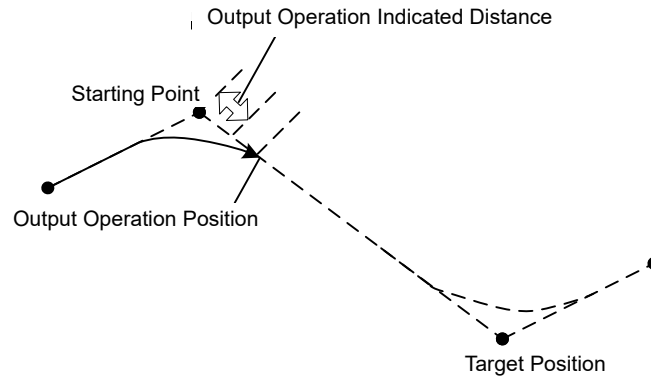 Output Operation Indicated Distance
Starting Point
Output Operation Position
Target Position